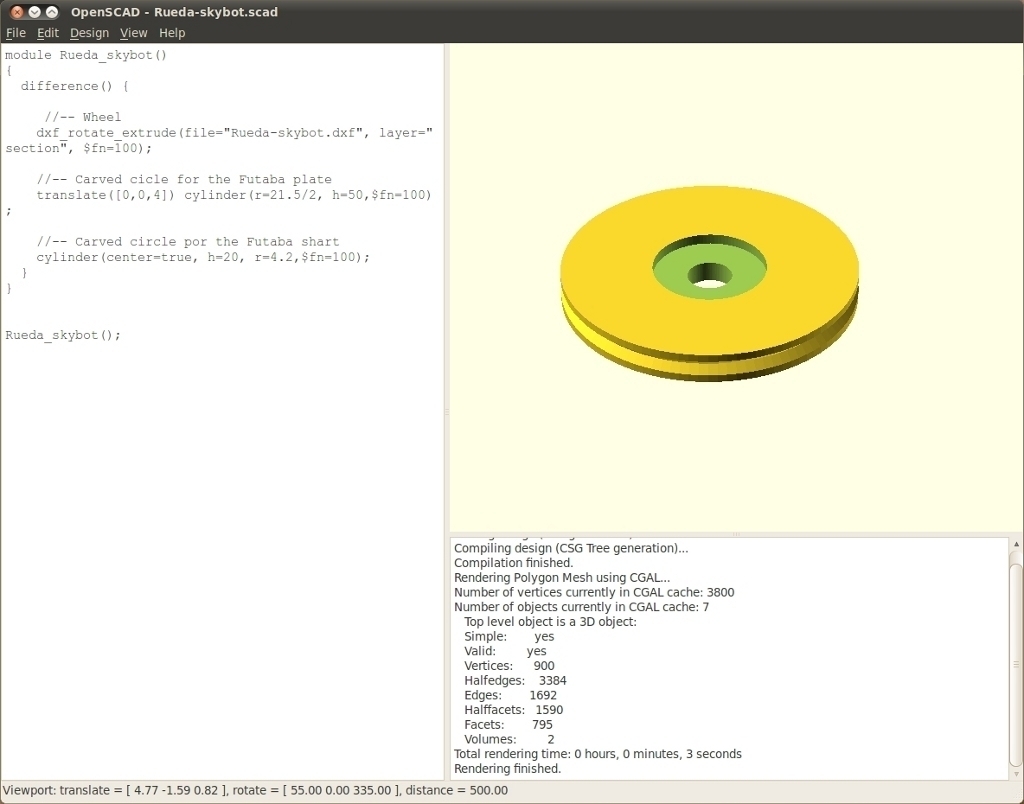 OpenSCAD - Rueda-skybot.scad
File Edit Design View Help
module Rueda_skybot()
{
difference() {
//-- Wheel
dxf_rotate_extrude(file="Rueda-skybot.dxf", layer="
section", $fn=100);
//-- Carved cicle for the Futaba plate
translate([0,0,4]) cylinder(r=21.5/2, h=50,$fn=100)
;
//-- Carved circle por the Futaba shart
cylinder(center=true, h=20, r=4.2,$fn=100);
}
}
Rueda_skybot();
Compiling design (CSG Tree generation)...
Compilation finished.
Rendering Polygon Mesh using CGAL...
Number of vertices currently in CGAL cache: 3800
Number of objects currently in CGAL cache: 7
Top level object is a 3D object:
Simple: yes
Valid: yes
Vertices: 900
Halfedges: 3384
Edges: 1692
Halffacets: 1590
Facets: 795
Volumes: 2
Total rendering time: 0 hours, 0 minutes, 3 seconds
Rendering finished.
Viewport: translate = [ 4.77 -1.59 0.82 ], rotate = [ 55.00 0.00 335.00 ], distance = 500.00